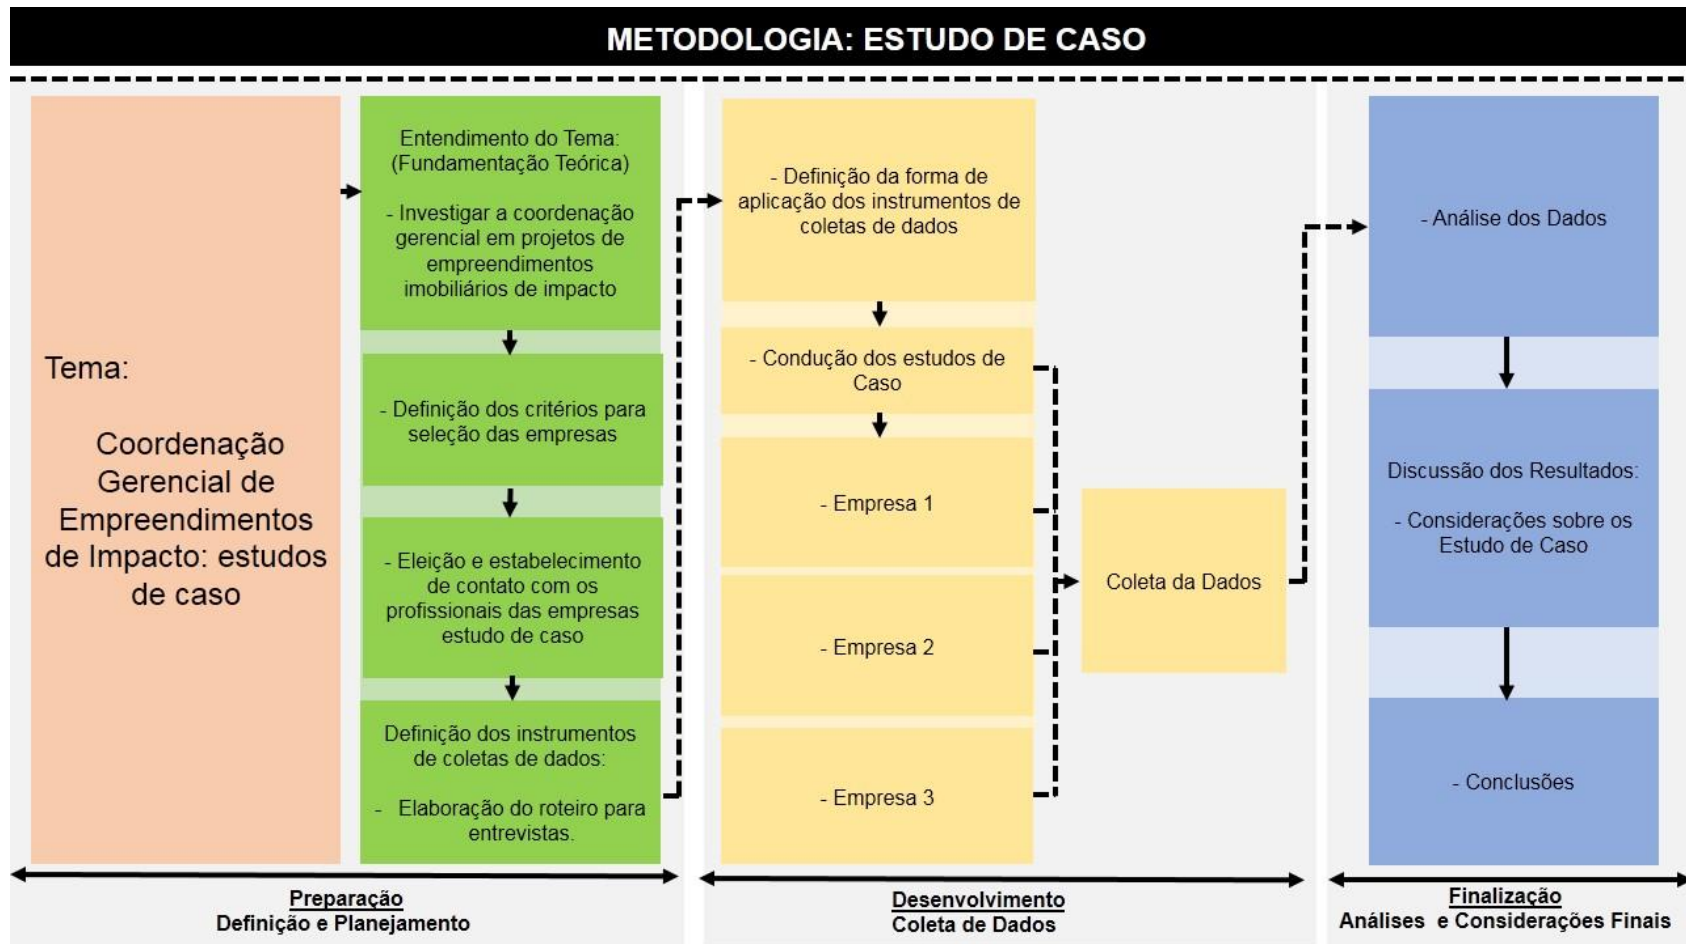 METODOLOGIA: ESTUDO DE CASO
Tema:
Coordenação
Gerencial de
Empreendimentos
de Impacto: estudos
de caso
Entendimento do Tema:
(Fundamentação Teórica)
- Investigar a coordenação
gerencial em projetos de
empreendimentos
imobiliários de impacto
- Definição dos critérios para
seleção das empresas
- Eleição e estabelecimento
de contato com os
profissionais das empresas
estudo de caso
Definição dos instrumentos
de coletas de dados:
- Elaboração do roteiro para
entrevistas.
Preparação
Definição e Planejamento
- Definição da forma de
aplicação dos instrumentos de
coletas de dados
- Condução dos estudos de
Caso
- Empresa 1
- Empresa 2
- Empresa 3
Coleta da Dados
Desenvolvimento
Coleta de Dados
- Análise dos Dados
Discussão dos Resultados:
- Considerações sobre os
Estudo de Caso
- Conclusões
Finalização
Análises e Considerações Finais